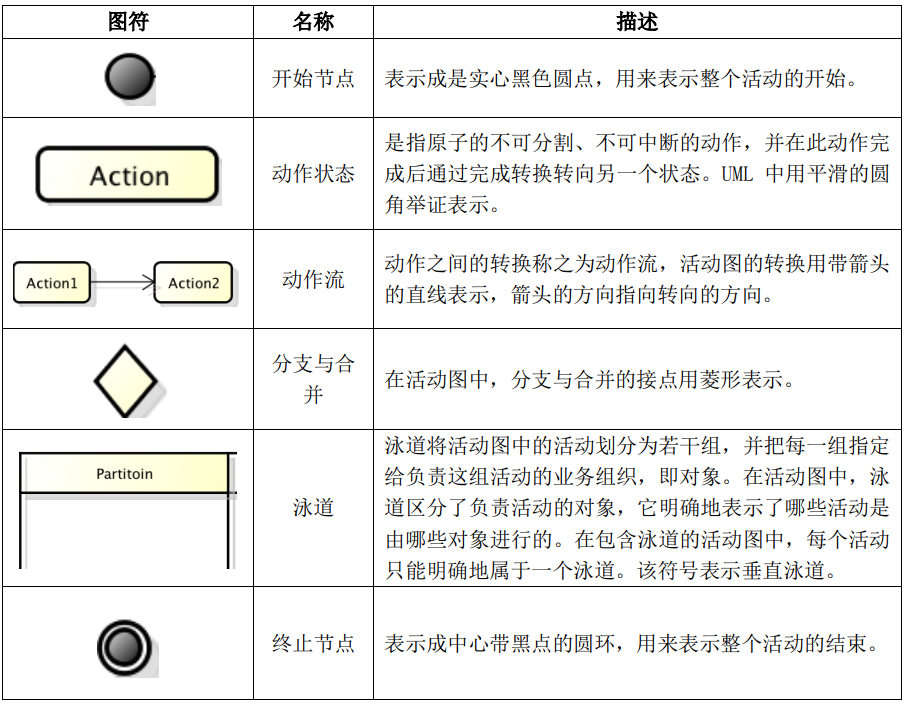 图符 名称 描述
开始节点 表示成是实心黑色圆点，用来表示整个活动的开始。
是指原子的不可分割、不可中断的动作，并在此动作完
Action 动作状态 成后通过完成转换转向另一个状态。UML 中用平滑的圆
角举证表示。
动作之间的转换称之为动作流，活动图的转换用带箭头
Action1 Action2 动作流
的直线表示，箭头的方向指向转向的方向。
分支与合
并
在活动图中，分支与合并的接点用菱形表示。
泳道将活动图中的活动划分为若干组，并把每一组指定
Partitoin 给负责这组活动的业务组织，即对象。在活动图中，泳
泳道 道区分了负责活动的对象，它明确地表示了哪些活动是
由哪些对象进行的。在包含泳道的活动图中，每个活动
只能明确地属于一个泳道。该符号表示垂直泳道。
终止节点 表示成中心带黑点的圆环，用来表示整个活动的结束。